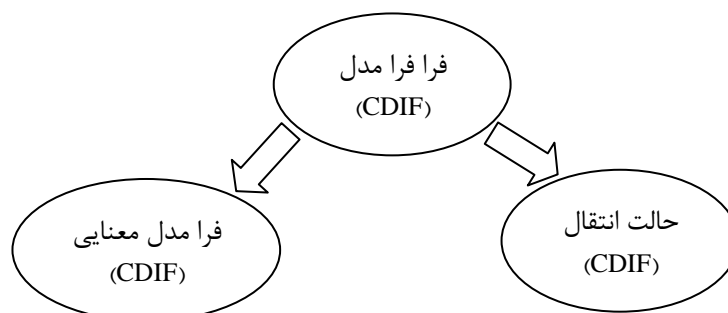 فرا فرا مدل
(CDIF)
حالت انتقال
(CDIF)
فرا مدل معنایی
(CDIF)